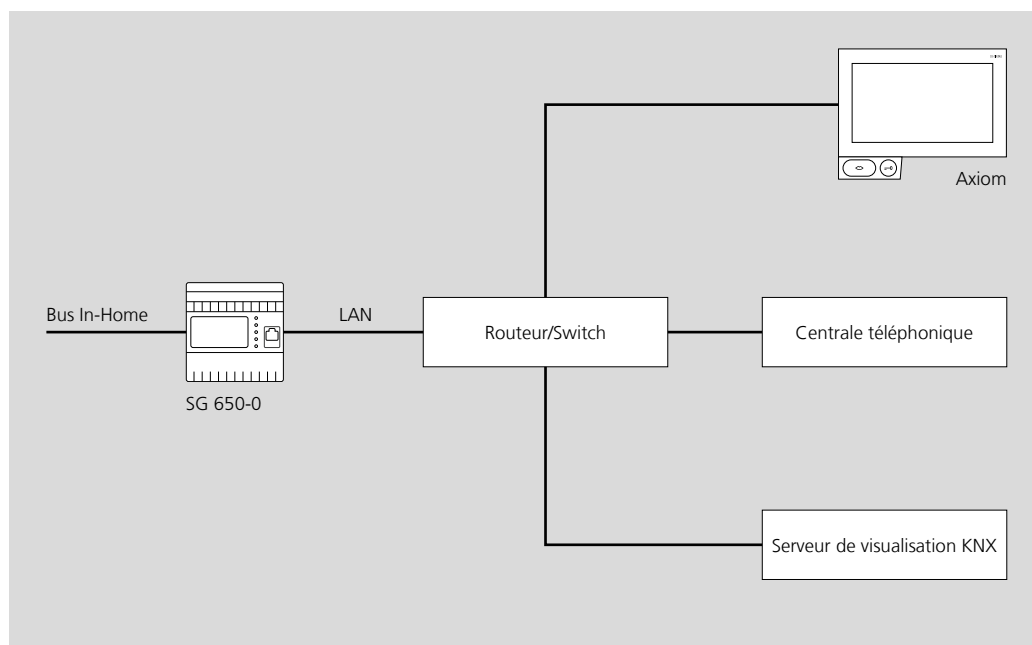 Axiom
Bus In-Home
LAN
Routeur/Switch
Centrale téléphonique
SG 650-0
Serveur de visualisation KNX